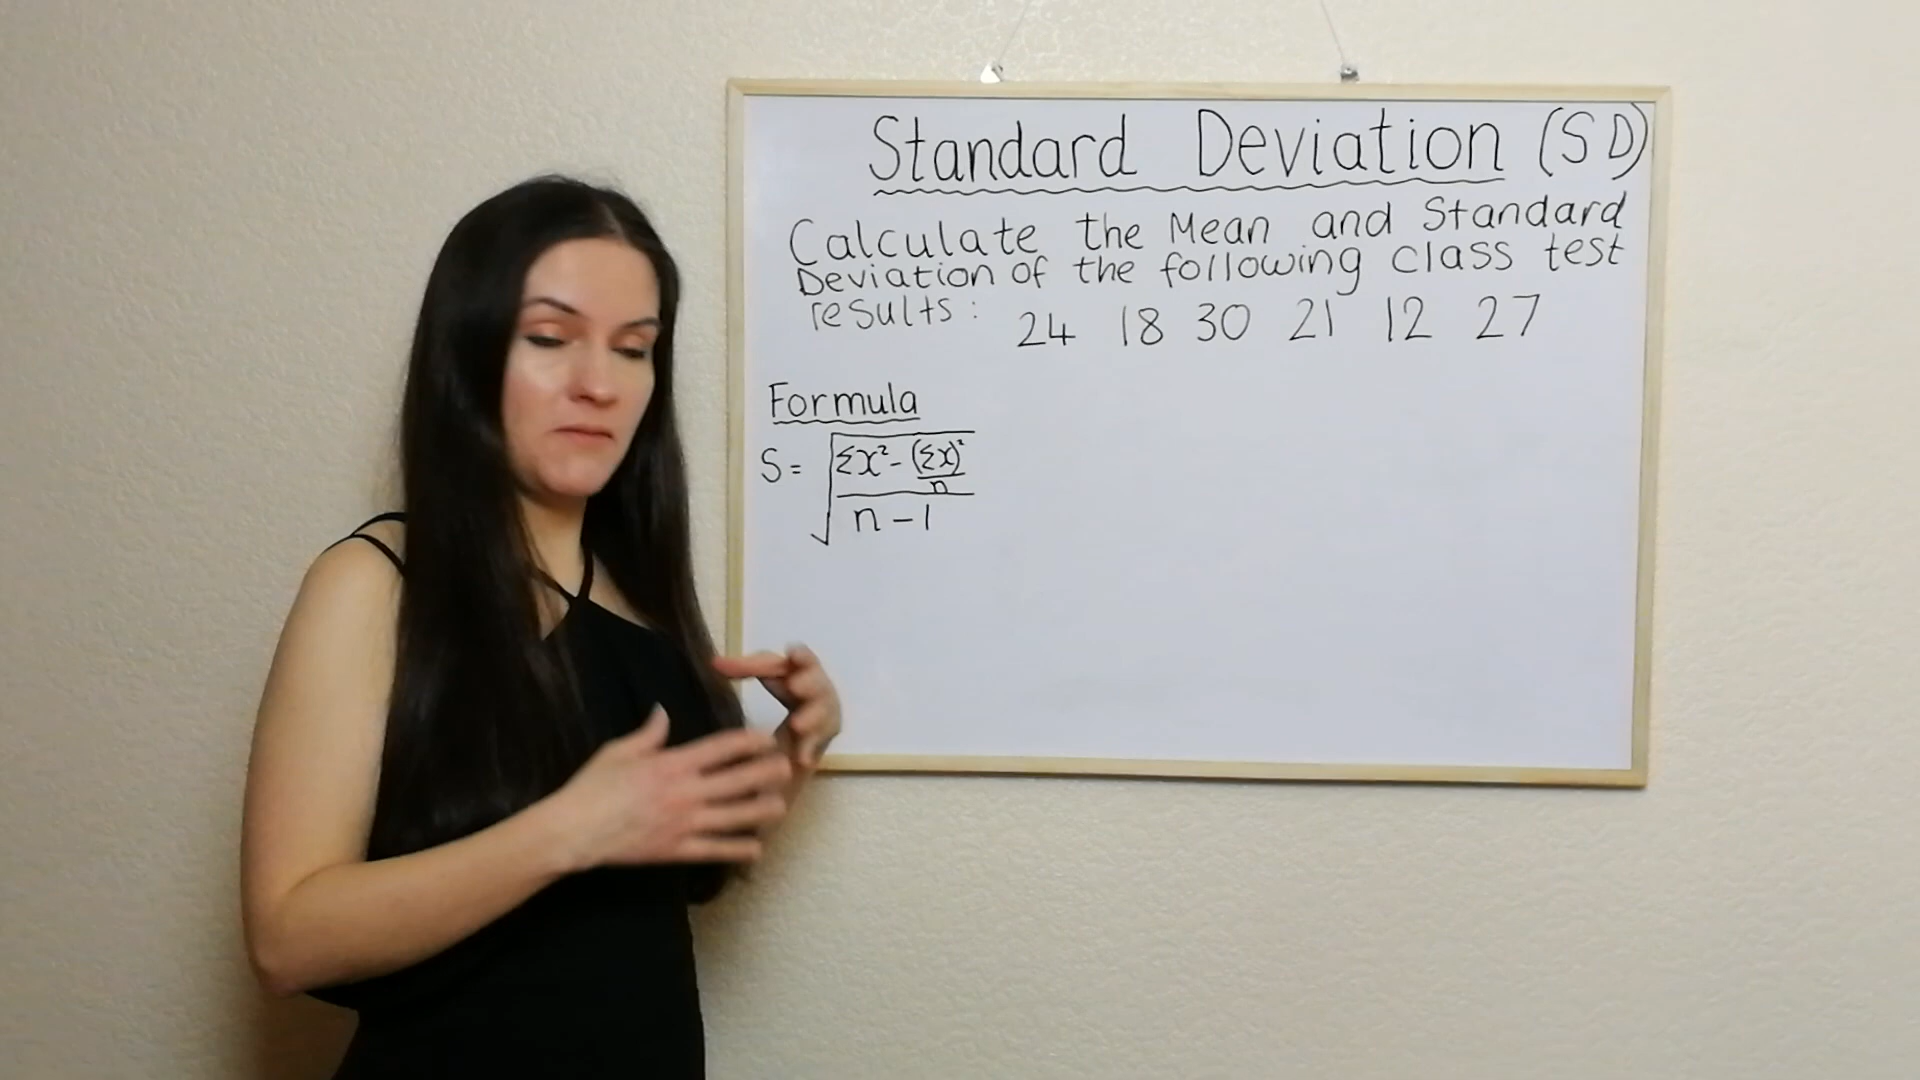 Standard Deviation (SD)
Calculate the Mean and Standard
Deviation of the following class test
results: 24 18 30 21 12 27
Formula
S = √((Σx² - (Σx)²/n)/(n - 1))